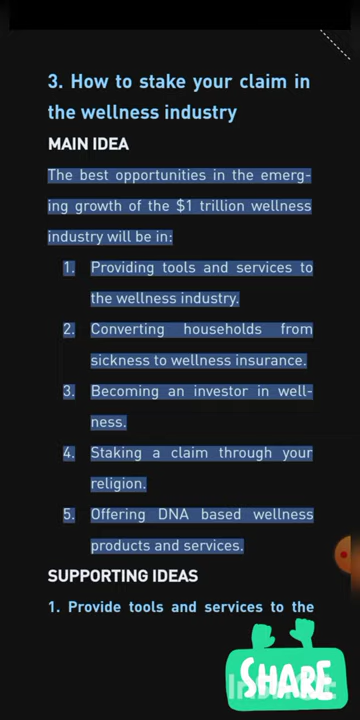 3. How to stake your claim in
the wellness industry
MAIN IDEA
The best opportunities in the emerg-
ing growth of the $1 trillion wellness
industry will be in:
1. Providing tools and services to
the wellness industry.
2. Converting households from
sickness to wellness insurance.
3. Becoming an investor in well-
ness.
4. Staking a claim through your
religion.
5. Offering DNA based wellness
products and services.
SUPPORTING IDEAS
1. Provide tools and services to the
SHARE